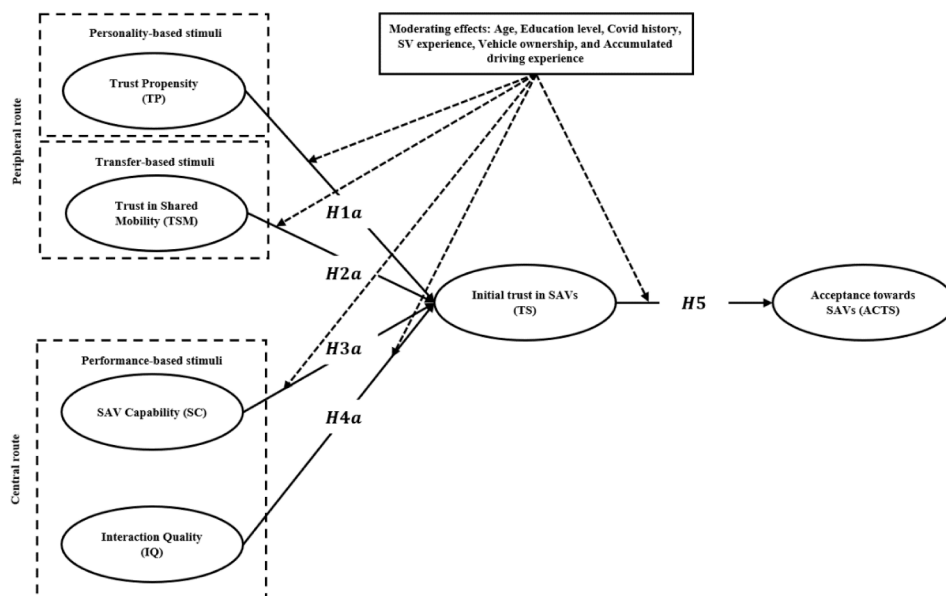 Personality-based stimuli
Trust Propensity
(TP)
Peripheral route
Transfer-based stimuli
Trust in Shared
Mobility (TSM)
Moderating effects: Age, Education level, Covid history,
SV experience, Vehicle ownership, and Accumulated
driving experience
H1a
H2a
H3a
H4a
Initial trust in SAVs
(TS)
H5
Acceptance towards
SAVs (ACTS)
Performance-based stimuli
SAV Capability (SC)
Central route
Interaction Quality
(IQ)